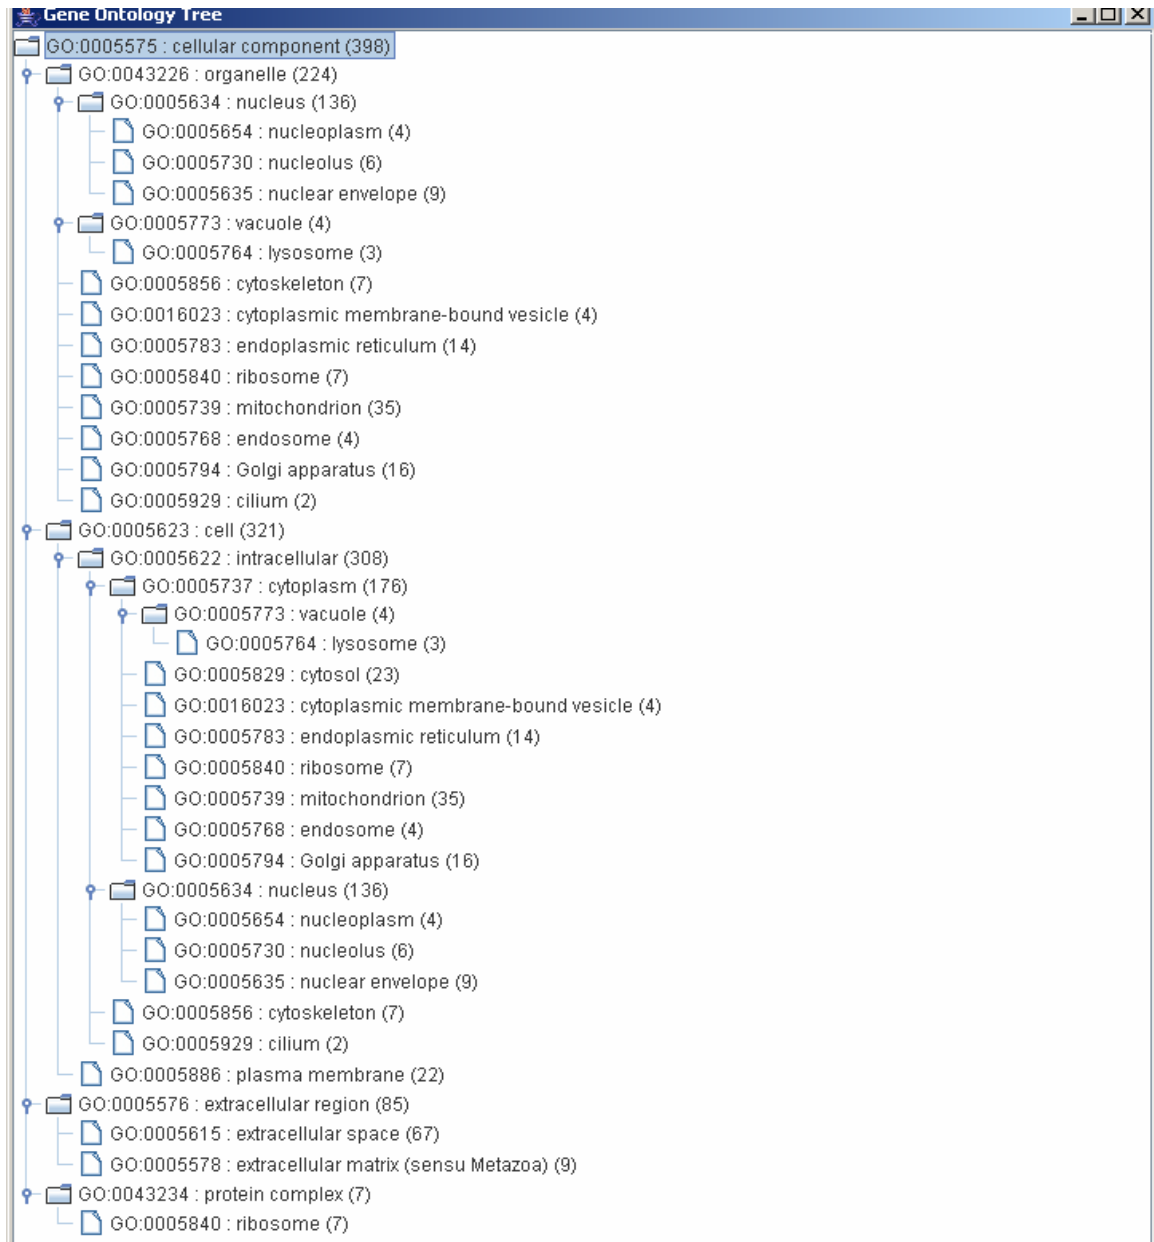 Gene Ontology Tree
GO:0005575 : cellular component (398)
GO:0043226 : organelle (224)
GO:0005634 : nucleus (136)
GO:0005654 : nucleoplasm (4)
GO:0005730 : nucleolus (6)
GO:0005635 : nuclear envelope (9)
GO:0005773 : vacuole (4)
GO:0005764 : lysosome (3)
GO:0005856 : cytoskeleton (7)
GO:0016023 : cytoplasmic membrane-bound vesicle (4)
GO:0005783 : endoplasmic reticulum (14)
GO:0005840 : ribosome (7)
GO:0005739 : mitochondrion (35)
GO:0005768 : endosome (4)
GO:0005794 : Golgi apparatus (16)
GO:0005929 : cilium (2)
GO:0005623 : cell (321)
GO:0005622 : intracellular (308)
GO:0005737 : cytoplasm (176)
GO:0005773 : vacuole (4)
GO:0005764 : lysosome (3)
GO:0005829 : cytosol (23)
GO:0016023 : cytoplasmic membrane-bound vesicle (4)
GO:0005783 : endoplasmic reticulum (14)
GO:0005840 : ribosome (7)
GO:0005739 : mitochondrion (35)
GO:0005768 : endosome (4)
GO:0005794 : Golgi apparatus (16)
GO:0005634 : nucleus (136)
GO:0005654 : nucleoplasm (4)
GO:0005730 : nucleolus (6)
GO:0005635 : nuclear envelope (9)
GO:0005856 : cytoskeleton (7)
GO:0005929 : cilium (2)
GO:0005886 : plasma membrane (22)
GO:0005576 : extracellular region (85)
GO:0005615 : extracellular space (67)
GO:0005578 : extracellular matrix (sensu Metazoa) (9)
GO:0043234 : protein complex (7)
GO:0005840 : ribosome (7)